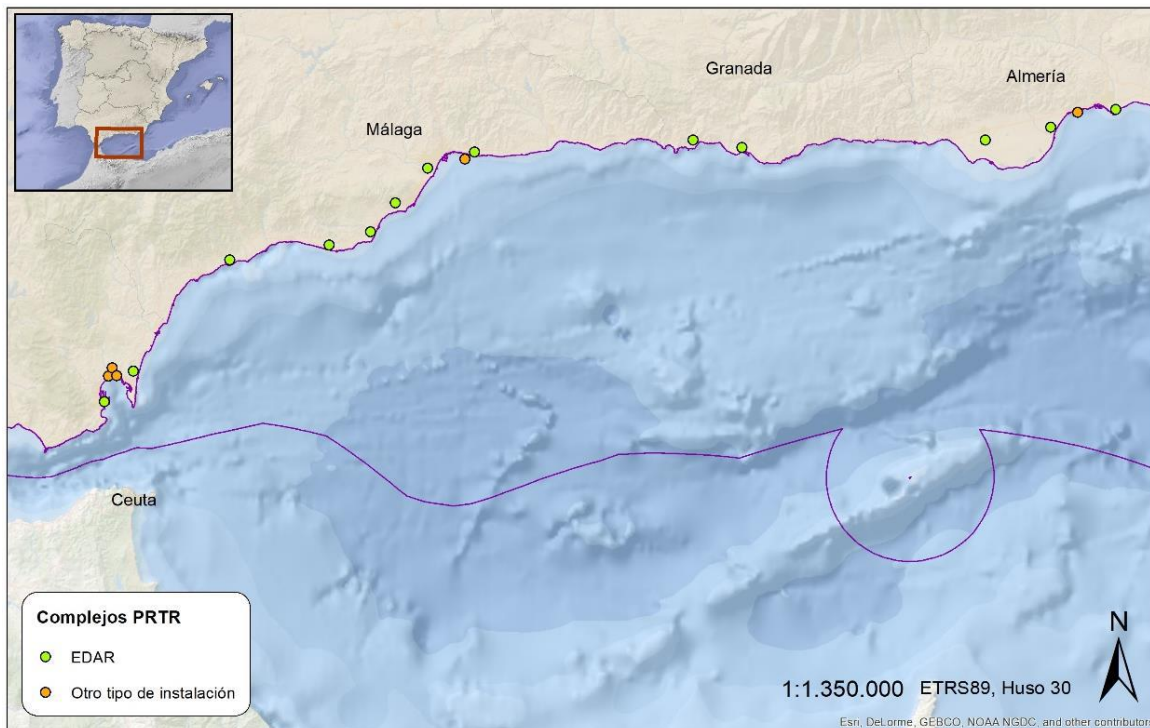 Granada
Almería
Málaga
Ceuta
Complejos PRTR
EDAR
Otro tipo de instalación
N
1:1.350.000 ETRS89, Huso 30
Esri, DeLorme, GEBCO, NOAA NGDC, and other contributors